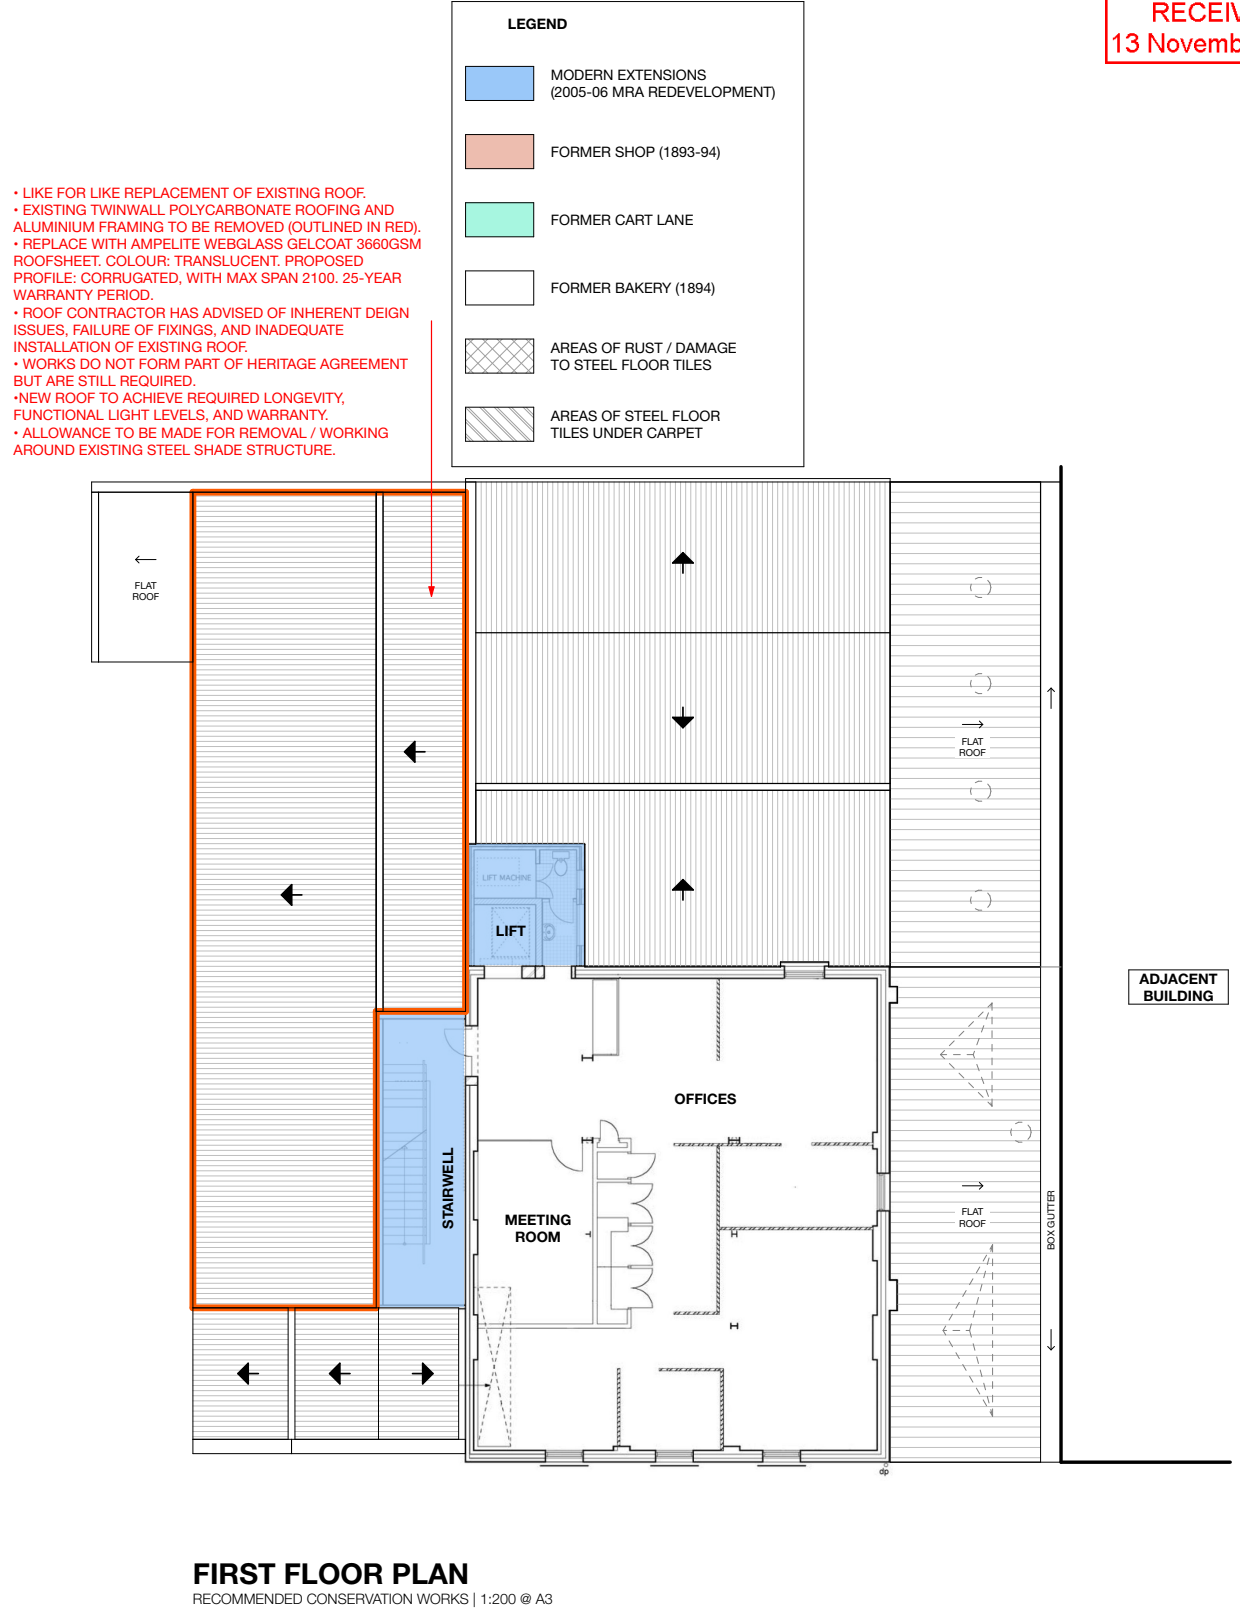 LEGEND
RECEIV
13 Novemb
MODERN EXTENSIONS
(2005-06 MRA REDEVELOPMENT)
FORMER SHOP (1893-94)
FORMER CART LANE
FORMER BAKERY (1894)
AREAS OF RUST / DAMAGE
TO STEEL FLOOR TILES
AREAS OF STEEL FLOOR
TILES UNDER CARPET
• LIKE FOR LIKE REPLACEMENT OF EXISTING ROOF.
• EXISTING TWINWALL POLYCARBONATE ROOFING AND
ALUMINIUM FRAMING TO BE REMOVED (OUTLINED IN RED).
• REPLACE WITH AMPELITE WEBGLASS GELCOAT 3660GSM
ROOFSHEET. COLOUR: TRANSLUCENT. PROPOSED
PROFILE: CORRUGATED, WITH MAX SPAN 2100. 25-YEAR
WARRANTY PERIOD.
• ROOF CONTRACTOR HAS ADVISED OF INHERENT DEIGN
ISSUES, FAILURE OF FIXINGS, AND INADEQUATE
INSTALLATION OF EXISTING ROOF.
• WORKS DO NOT FORM PART OF HERITAGE AGREEMENT
BUT ARE STILL REQUIRED.
•NEW ROOF TO ACHIEVE REQUIRED LONGEVITY,
FUNCTIONAL LIGHT LEVELS, AND WARRANTY.
• ALLOWANCE TO BE MADE FOR REMOVAL / WORKING
AROUND EXISTING STEEL SHADE STRUCTURE.
FLAT
ROOF
FLAT
ROOF
LIFT MACHINE
LIFT
ADJACENT
BUILDING
OFFICES
STAIRWELL
MEETING
ROOM
FLAT
ROOF
BOX GUTTER
dp
FIRST FLOOR PLAN
RECOMMENDED CONSERVATION WORKS | 1:200 @ A3